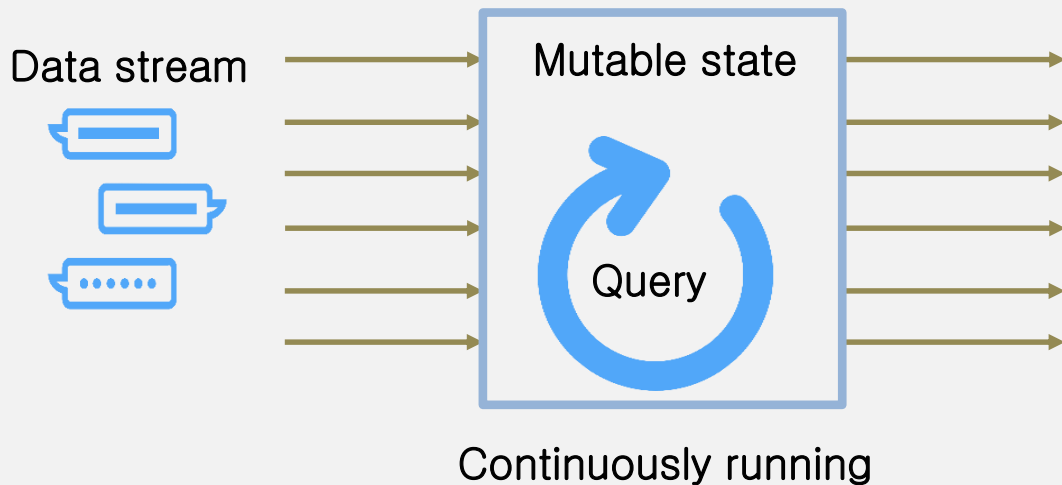 Data stream
Mutable state
Query
Continuously running